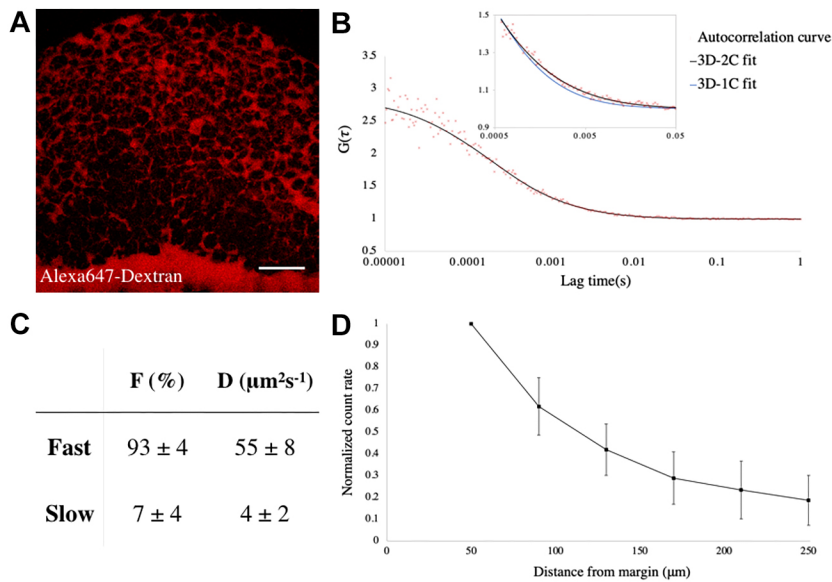 A
Alexa647-Dextran
B
3.5
3
2.5
2
1.5
1
0.5
G(τ)
0.00001
0.0001
0.001
0.01
0.1
1
Lag time(s)
1.5
1.3
1.1
0.9
0.0005
0.005
0.05
Autocorrelation curve
3D-2C fit
3D-1C fit
C
F (%) D (μm²s⁻¹)
Fast 93 ± 4 55 ± 8
Slow 7 ± 4 4 ± 2
D
1
0.9
0.8
0.7
0.6
0.5
0.4
0.3
0.2
0.1
0
Normalized count rate
0
50
100
150
200
250
Distance from margin (μm)